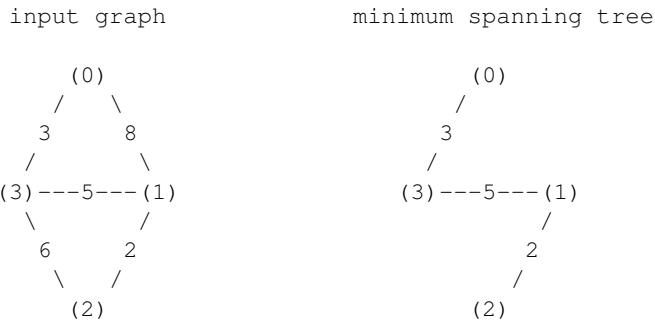 input graph                minimum spanning tree

      (0)                              (0)
     /   \                            /
    3     8                          3
   /       \                        /
(3)---5---(1)                    (3)---5---(1)
   \       /                                /
    6     2                                2
     \   /                                /
      (2)                              (2)